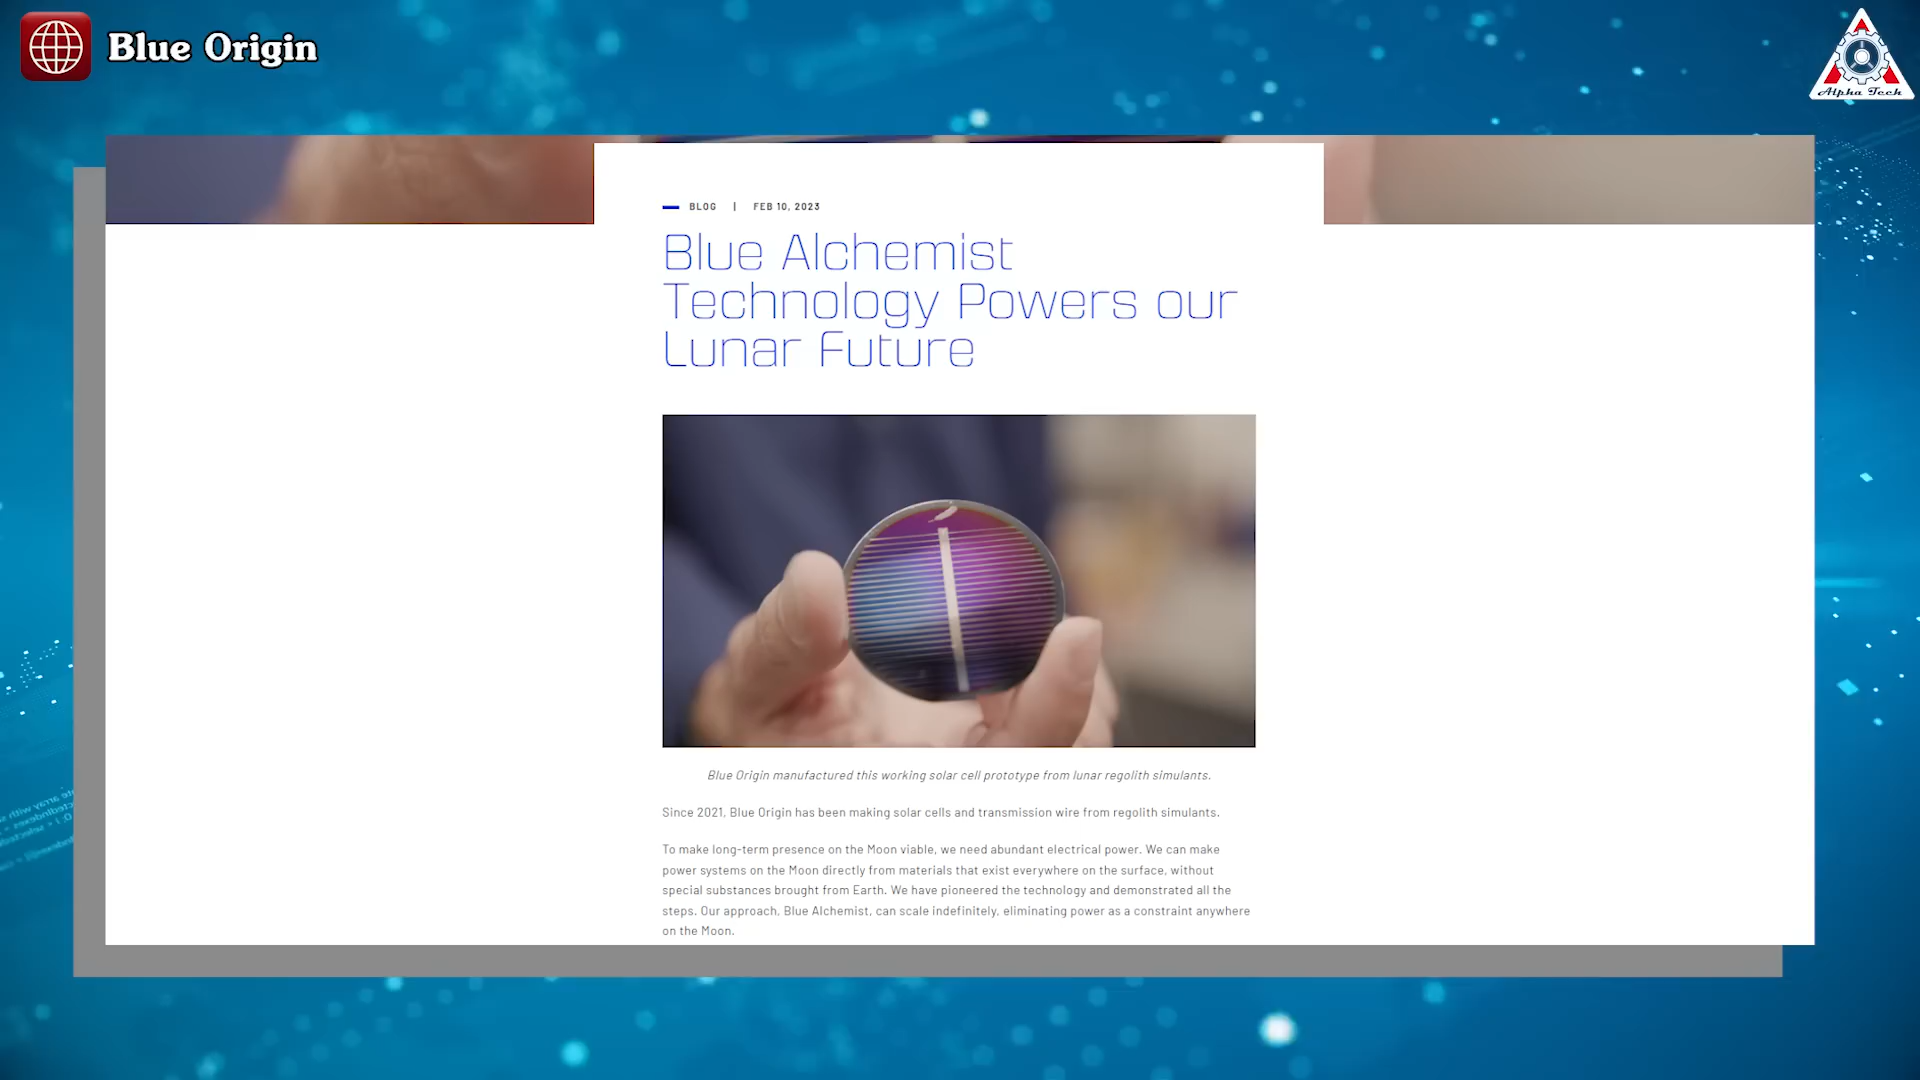 Blue Origin
Alpha Tech
BLOG | FEB 10, 2023
Blue Alchemist
Technology Powers our
Lunar Future
Blue Origin manufactured this working solar cell prototype from lunar regolith simulants.
Since 2021, Blue Origin has been making solar cells and transmission wire from regolith simulants.
To make long-term presence on the Moon viable, we need abundant electrical power. We can make
power systems on the Moon directly from materials that exist everywhere on the surface, without
special substances brought from Earth. We have pioneered the technology and demonstrated all the
steps. Our approach, Blue Alchemist, can scale indefinitely, eliminating power as a constraint anywhere
on the Moon.